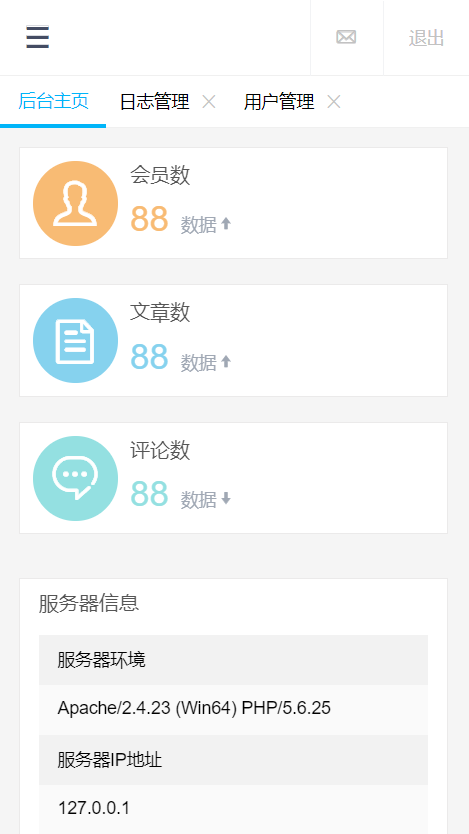 退出
后台主页 日志管理 用户管理
会员数
88 数据
文章数
88 数据
评论数
88 数据
服务器信息
服务器环境
Apache/2.4.23 (Win64) PHP/5.6.25
服务器IP地址
127.0.0.1